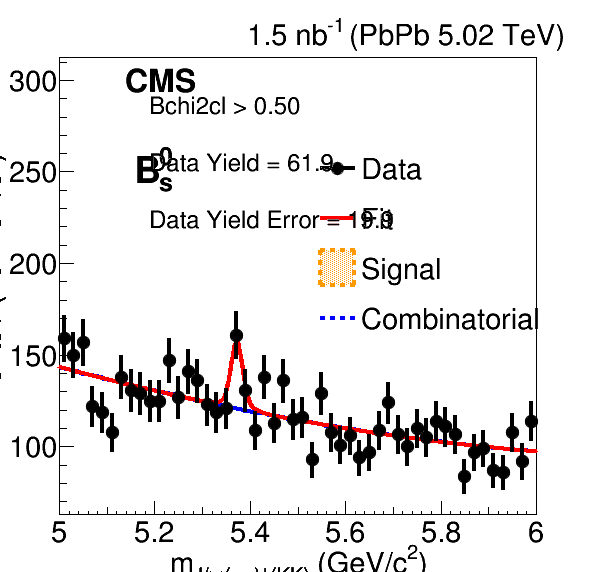 1.5 nb⁻¹ (PbPb 5.02 TeV)
CMS
Bchi2cl > 0.50
B⁰ₛ
Data Yield = 61.9
Data
Data Yield Error = 19.9
Fit
Signal
Combinatorial
300
250
200
150
100
5 5.2 5.4 5.6 5.8 6
(GeV/c²)